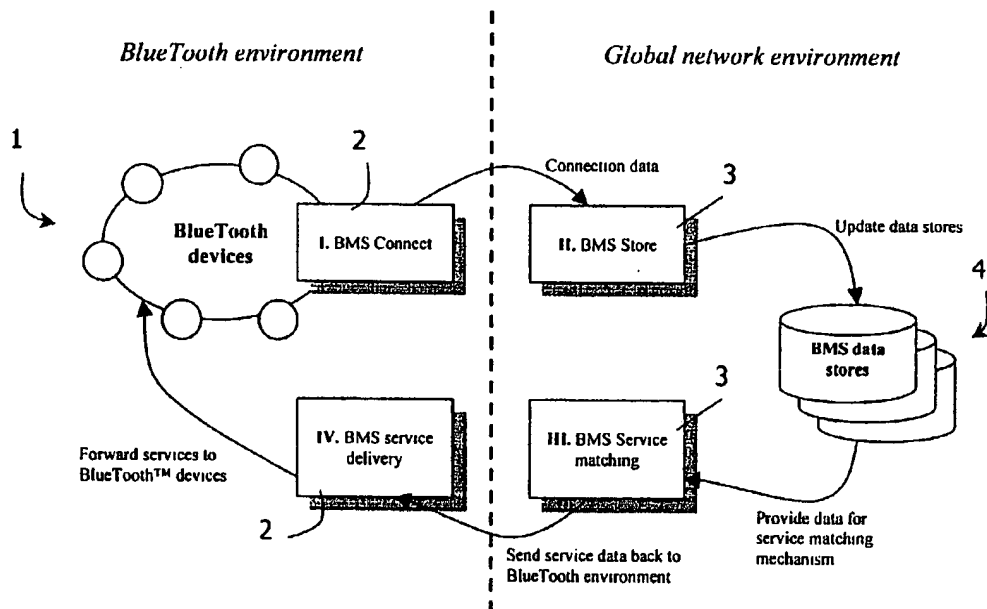 BlueTooth environment
Global network environment
1
2
Connection data
3
BlueTooth
devices
I. BMS Connect
II. BMS Store
Update data stores
4
BMS data
stores
3
IV. BMS service
delivery
III. BMS Service
matching
Forward services to
BlueTooth™ devices
2
Provide data for
service matching
mechanism
Send service data back to
BlueTooth environment